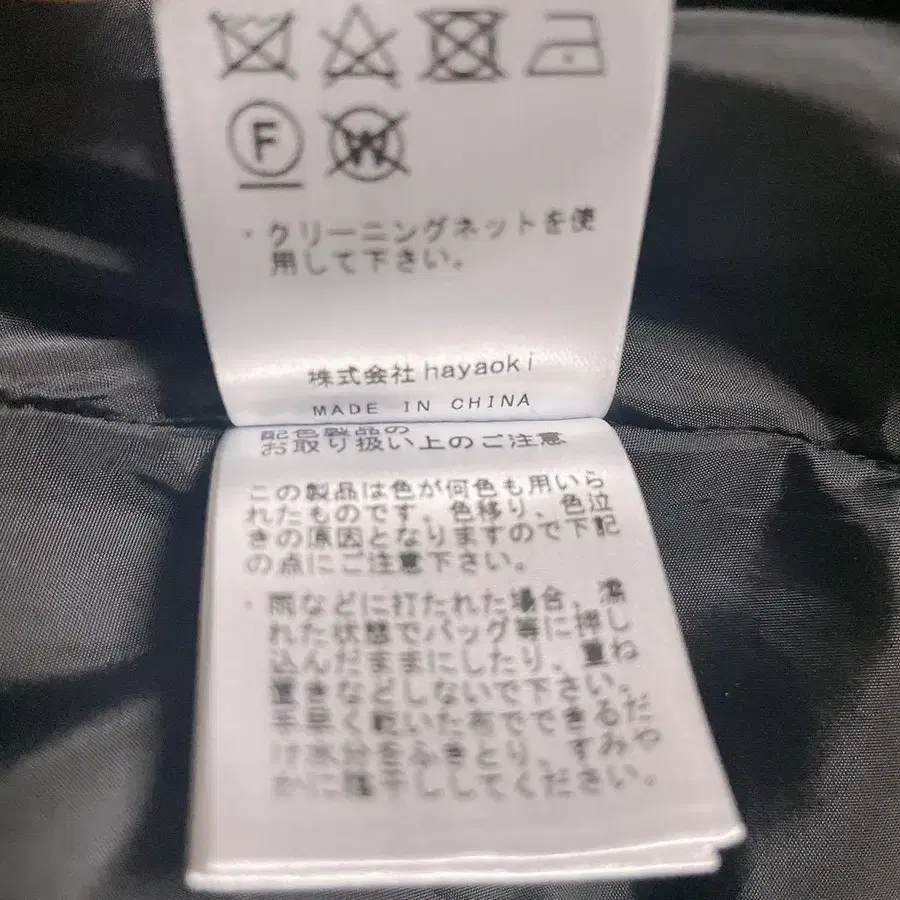 F W
・クリーニングネットを使
用して下さい。
株式会社 hayaoki
MADE IN CHINA
配色製品の
お取り扱い上のご注意
この製品は色が何色も用いら
れたものです。色移り、色泣
きの原因となりますので下記
の点にご注意下さい。
・雨などに打たれた場合、濡
れた状態でバッグ等に押し
込んだままにしたり、重ね
置きなどしないで下さい。
手早く乾いた布でできるだ
け水分をふきとり、すみや
かに陰干ししてください。